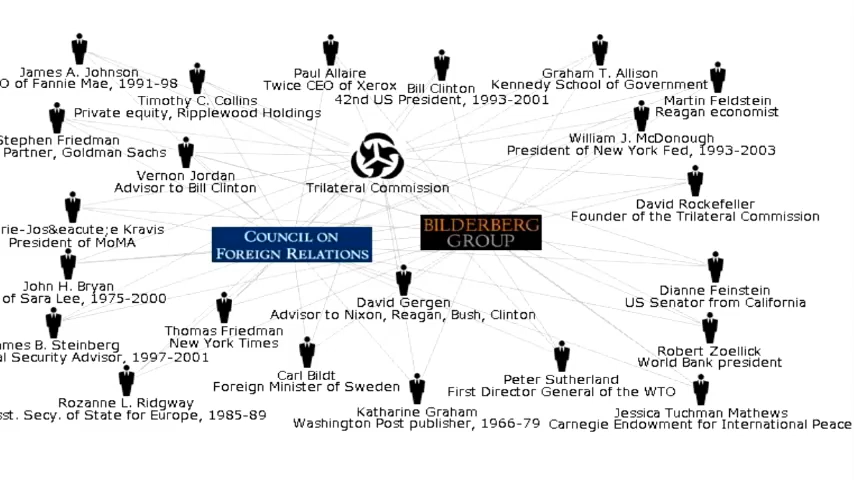 James A. Johnson
O of Fannie Mae, 1991-98
Timothy C. Collins
Private equity, Ripplewood Holdings
Paul Allaire
Twice CEO of Xerox
Bill Clinton
42nd US President, 1993-2001
Graham T. Allison
Kennedy School of Government
Martin Feldstein
Reagan economist
Stephen Friedman
Partner, Goldman Sachs
William J. McDonough
President of New York Fed, 1993-2003
Vernon Jordan
Advisor to Bill Clinton
Trilateral Commission
David Rockefeller
Founder of the Trilateral Commission
rie-Jos&eacute;e Kravis
President of MoMA
COUNCIL ON
FOREIGN RELATIONS
BILDERBERG
GROUP
John H. Bryan
of Sara Lee, 1975-2000
David Gergen
Advisor to Nixon, Reagan, Bush, Clinton
Dianne Feinstein
US Senator from California
mes B. Steinberg
al Security Advisor, 1997-2001
Thomas Friedman
New York Times
Robert Zoellick
World Bank president
Carl Bildt
Foreign Minister of Sweden
Peter Sutherland
First Director General of the WTO
Rozanne L. Ridgway
sst. Secy. of State for Europe, 1985-89
Katharine Graham
Washington Post publisher, 1966-79
Jessica Tuchman Mathews
Carnegie Endowment for International Peace